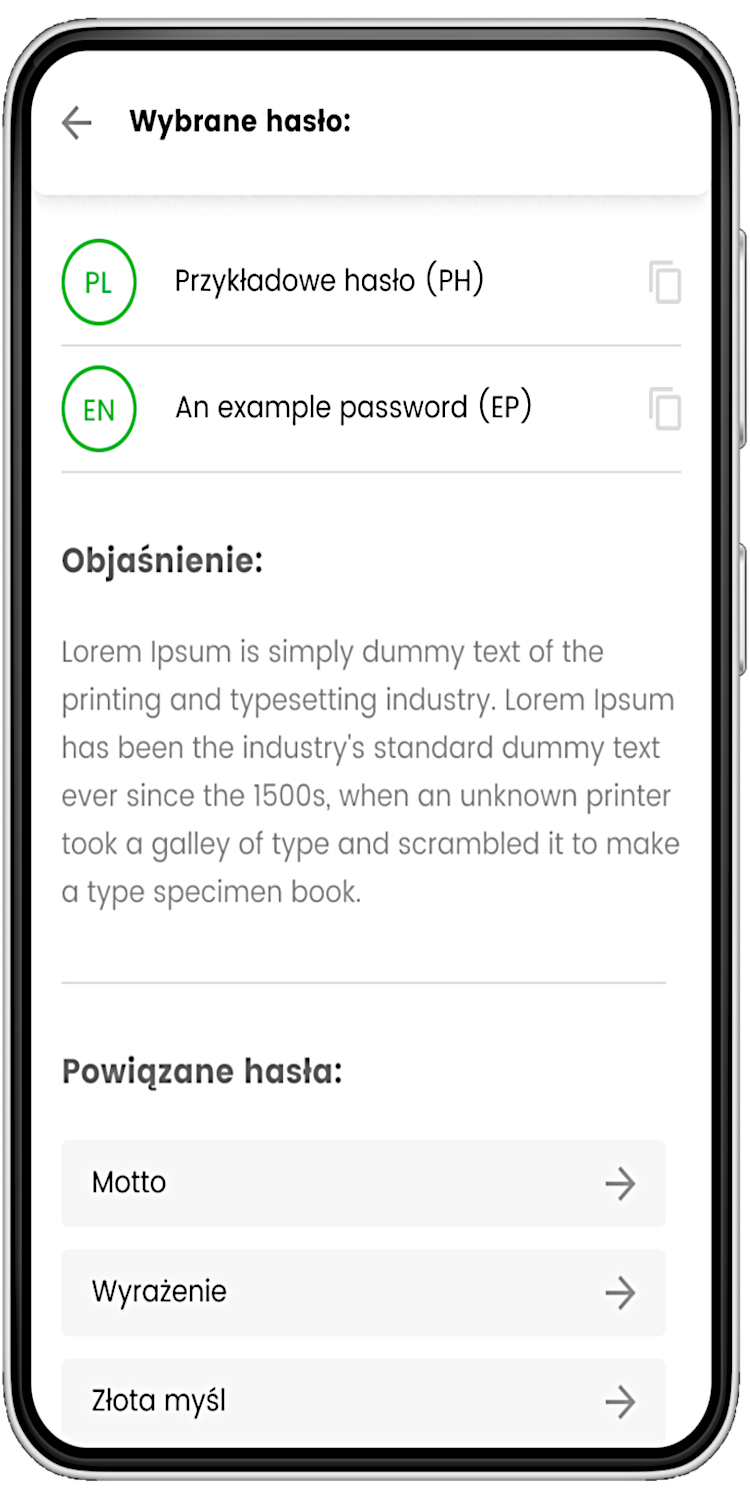 Wybrane hasło:
PL Przykładowe hasło (PH)
EN An example password (EP)
Objaśnienie:
Lorem Ipsum is simply dummy text of the
printing and typesetting industry. Lorem Ipsum
has been the industry's standard dummy text
ever since the 1500s, when an unknown printer
took a galley of type and scrambled it to make
a type specimen book.
Powiązane hasła:
Motto
Wyrażenie
Złota myśl